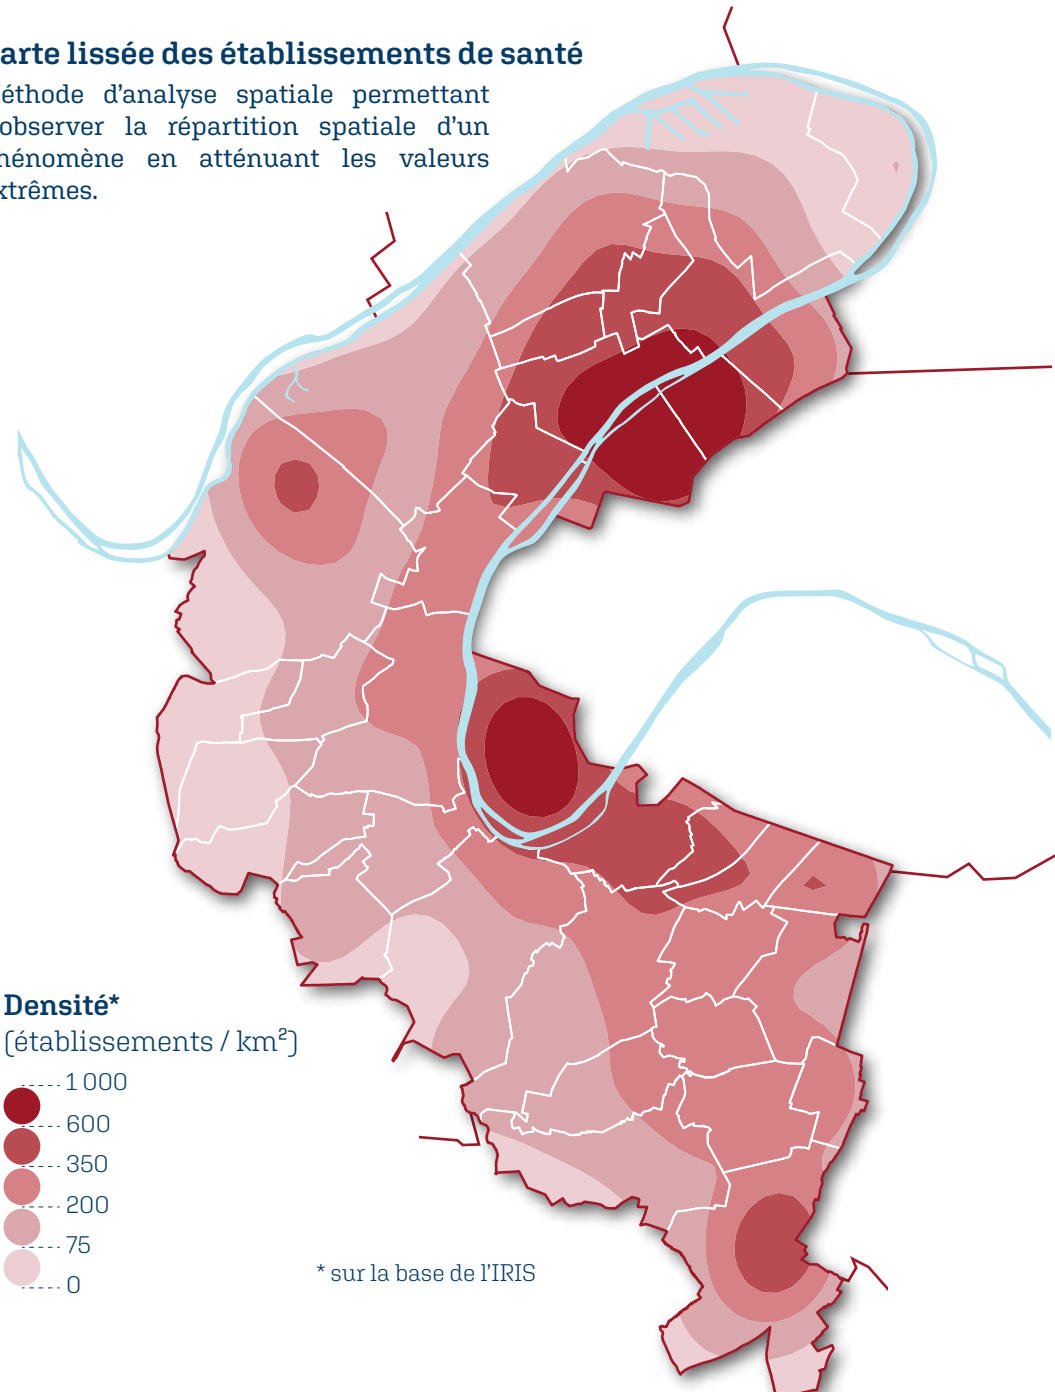 arte lissée des établissements de santé
éthode d'analyse spatiale permettant
observer la répartition spatiale d'un
hénomène en atténuant les valeurs
xtrêmes.
Densité*
(établissements / km²)
1 000
600
350
200
75
0
* sur la base de l'IRIS